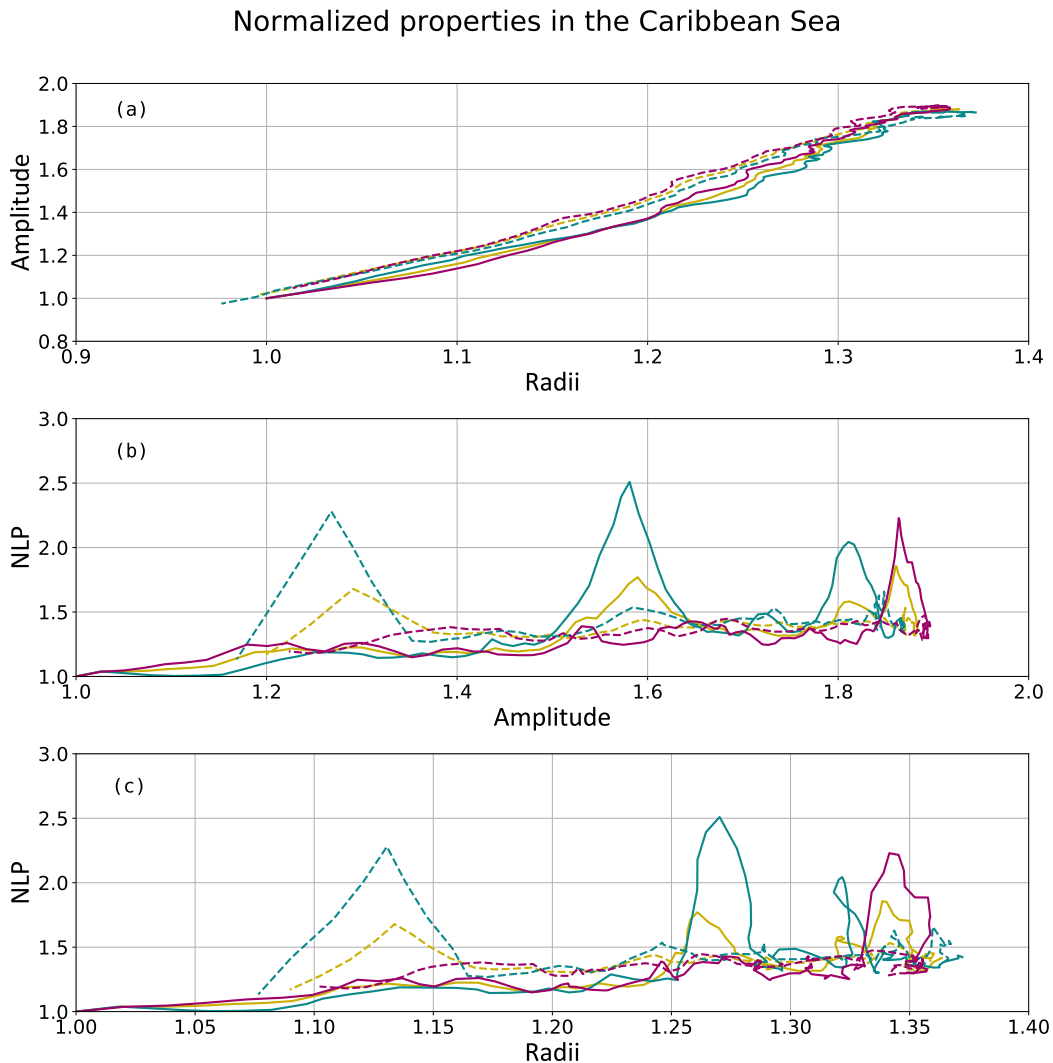 Normalized properties in the Caribbean Sea
2.0
(a)
1.8
1.6
Amplitude
1.4
1.2
1.0
0.8
0.9 1.0 1.1 1.2 1.3 1.4
Radii
3.0
(b)
2.5
NLP
2.0
1.5
1.0
1.0 1.2 1.4 1.6 1.8 2.0
Amplitude
3.0
(c)
2.5
NLP
2.0
1.5
1.0
1.00 1.05 1.10 1.15 1.20 1.25 1.30 1.35 1.40
Radii